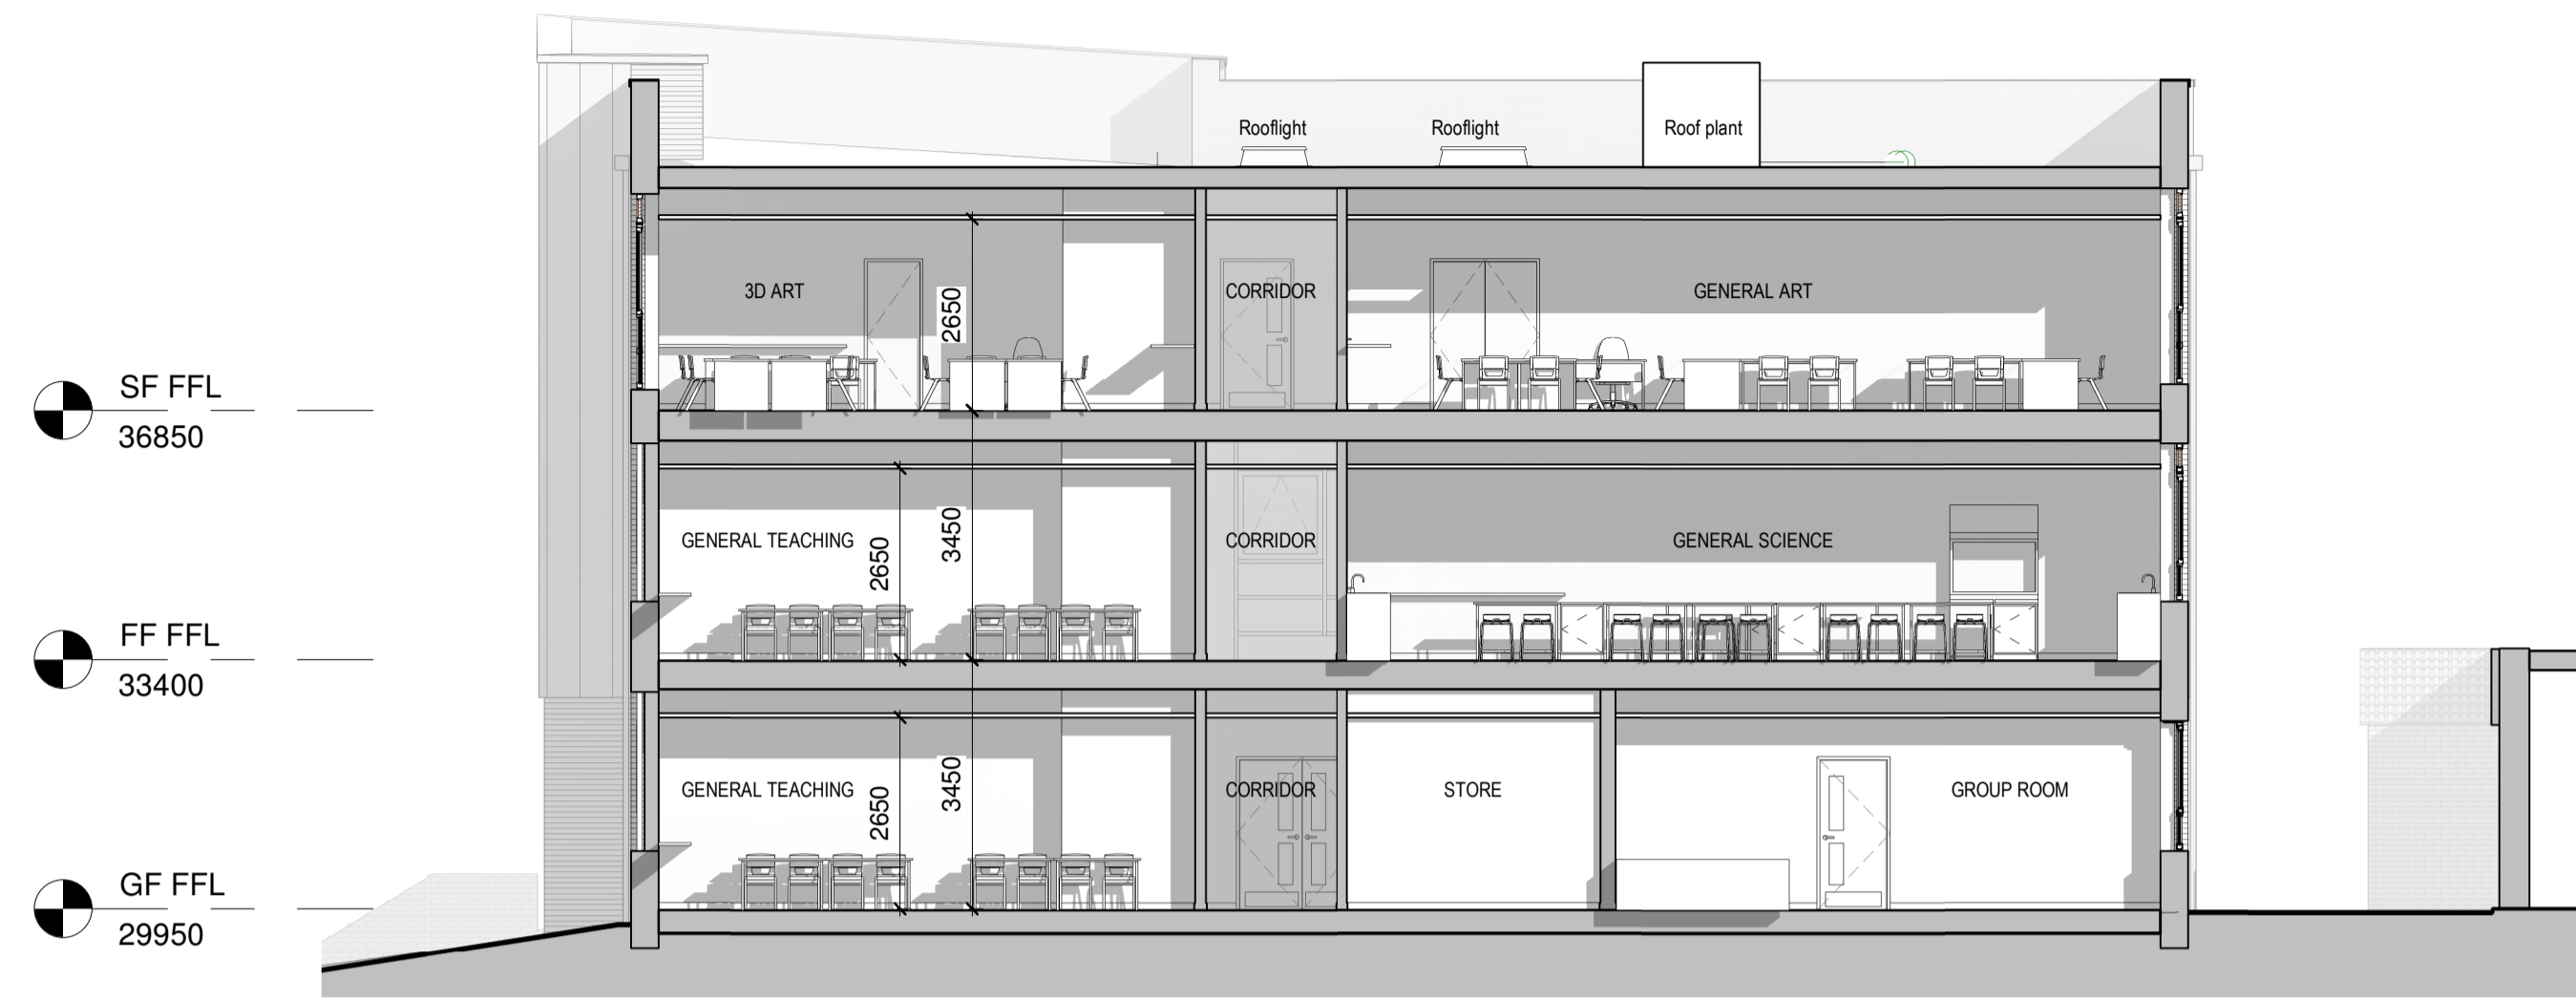 Rooflight
Rooflight
Roof plant
3D ART
2650
CORRIDOR
GENERAL ART
SF FFL
36850
GENERAL TEACHING
2650
3450
CORRIDOR
GENERAL SCIENCE
FF FFL
33400
GENERAL TEACHING
2650
3450
CORRIDOR
STORE
GROUP ROOM
GF FFL
29950